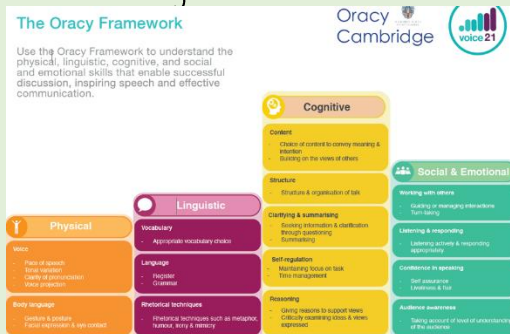 The Oracy Framework
Use the Oracy Framework to understand the
physical, linguistic, cognitive, and social
and emotional skills that enable successful
discussion, inspiring speech and effective
communication.
Oracy
Cambridge
voice 21
Physical
Voice
- Pace of speech
- Tonal variation
- Clarity of pronunciation
- Voice projection
Body language
- Gesture & posture
- Facial expression & eye contact
Linguistic
Vocabulary
- Appropriate vocabulary choice
Language
- Register
- Grammar
Rhetorical techniques
- Rhetorical techniques such as metaphor,
humour, irony & mimicry
Cognitive
Content
- Choice of content to convey meaning &
intention
- Building on the views of others
Structure
- Structure & organisation of talk
Clarifying & summarising
- Seeking information & clarification
through questioning
- Summarising
Self-regulation
- Maintaining focus on task
- Time management
Reasoning
- Giving reasons to support views
- Critically examining ideas & views
expressed
Social & Emotional
Working with others
- Guiding or managing interactions
- Turn-taking
Listening & responding
- Listening actively & responding
appropriately
Confidence in speaking
- Self assurance
- Liveliness & flair
Audience awareness
- Taking account of level of understanding
of the audience